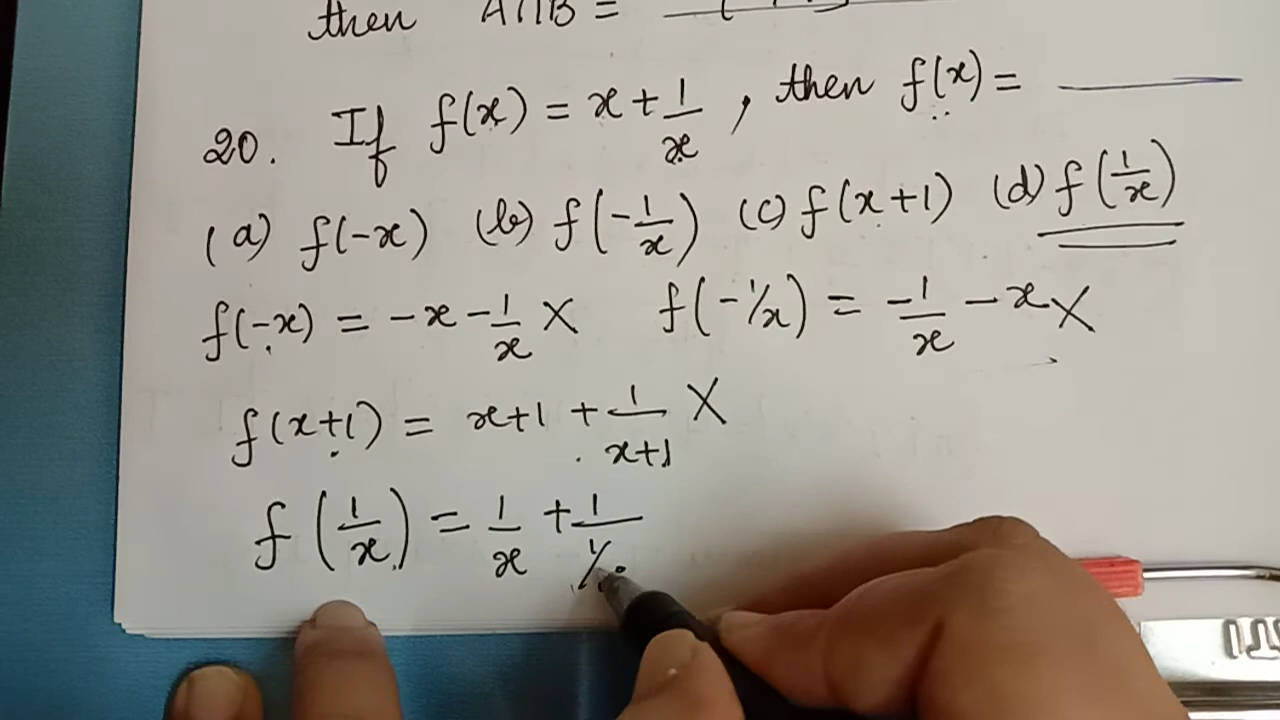 then A∩B =
20. If f(x) = x + 1/x, then f(x) = ______
(a) f(-x) (b) f(-1/x) (c) f(x+1) (d) f(1/x)
f(-x) = -x - 1/x X f(-1/x) = -1/x - x X
f(x+1) = x+1 + 1/(x+1) X
f(1/x) = 1/x + 1/(1/